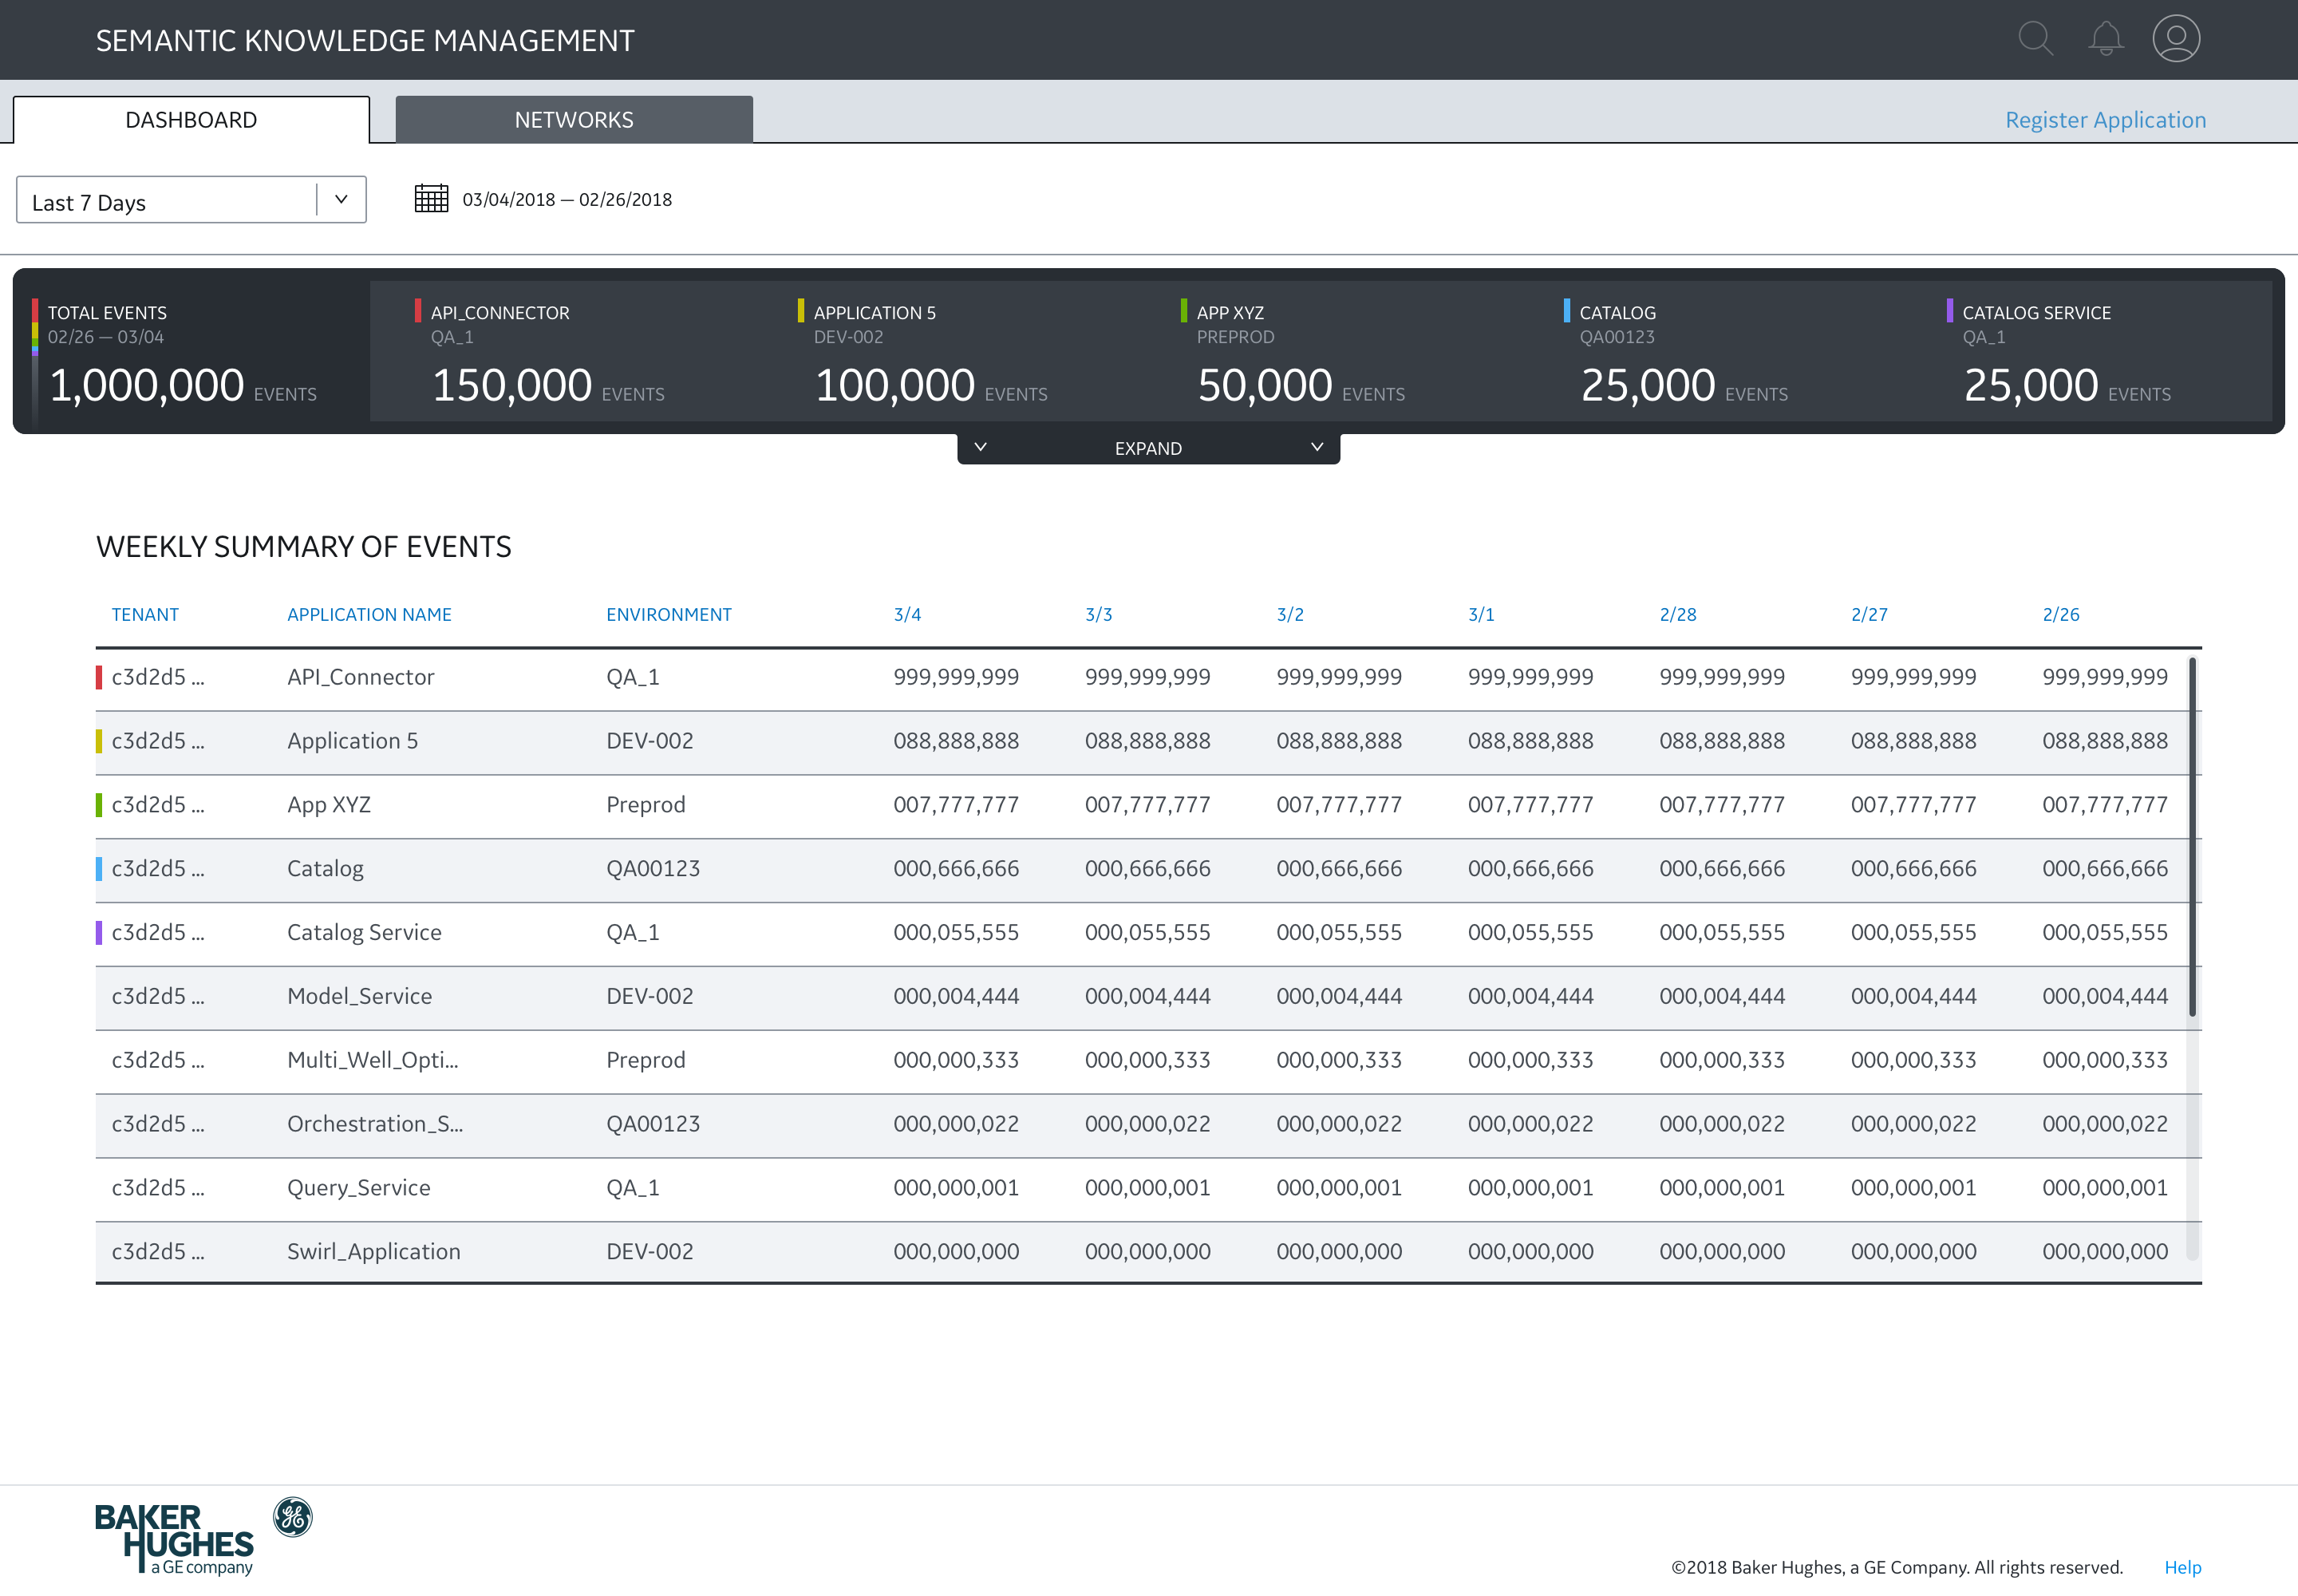 SEMANTIC KNOWLEDGE MANAGEMENT
DASHBOARD NETWORKS Register Application
Last 7 Days 03/04/2018 — 02/26/2018
TOTAL EVENTS API_CONNECTOR APPLICATION 5 APP XYZ CATALOG CATALOG SERVICE
02/26 — 03/04 QA_1 DEV-002 PREPROD QA00123 QA_1
1,000,000 EVENTS 150,000 EVENTS 100,000 EVENTS 50,000 EVENTS 25,000 EVENTS 25,000 EVENTS
EXPAND
WEEKLY SUMMARY OF EVENTS
TENANT APPLICATION NAME ENVIRONMENT 3/4 3/3 3/2 3/1 2/28 2/27 2/26
c3d2d5 ... API_Connector QA_1 999,999,999 999,999,999 999,999,999 999,999,999 999,999,999 999,999,999 999,999,999
c3d2d5 ... Application 5 DEV-002 088,888,888 088,888,888 088,888,888 088,888,888 088,888,888 088,888,888 088,888,888
c3d2d5 ... App XYZ Preprod 007,777,777 007,777,777 007,777,777 007,777,777 007,777,777 007,777,777 007,777,777
c3d2d5 ... Catalog QA00123 000,666,666 000,666,666 000,666,666 000,666,666 000,666,666 000,666,666 000,666,666
c3d2d5 ... Catalog Service QA_1 000,055,555 000,055,555 000,055,555 000,055,555 000,055,555 000,055,555 000,055,555
c3d2d5 ... Model_Service DEV-002 000,004,444 000,004,444 000,004,444 000,004,444 000,004,444 000,004,444 000,004,444
c3d2d5 ... Multi_Well_Opti... Preprod 000,000,333 000,000,333 000,000,333 000,000,333 000,000,333 000,000,333 000,000,333
c3d2d5 ... Orchestration_S... QA00123 000,000,022 000,000,022 000,000,022 000,000,022 000,000,022 000,000,022 000,000,022
c3d2d5 ... Query_Service QA_1 000,000,001 000,000,001 000,000,001 000,000,001 000,000,001 000,000,001 000,000,001
c3d2d5 ... Swirl_Application DEV-002 000,000,000 000,000,000 000,000,000 000,000,000 000,000,000 000,000,000 000,000,000
BAKER GE
HUGHES
a GE company
©2018 Baker Hughes, a GE Company. All rights reserved. Help